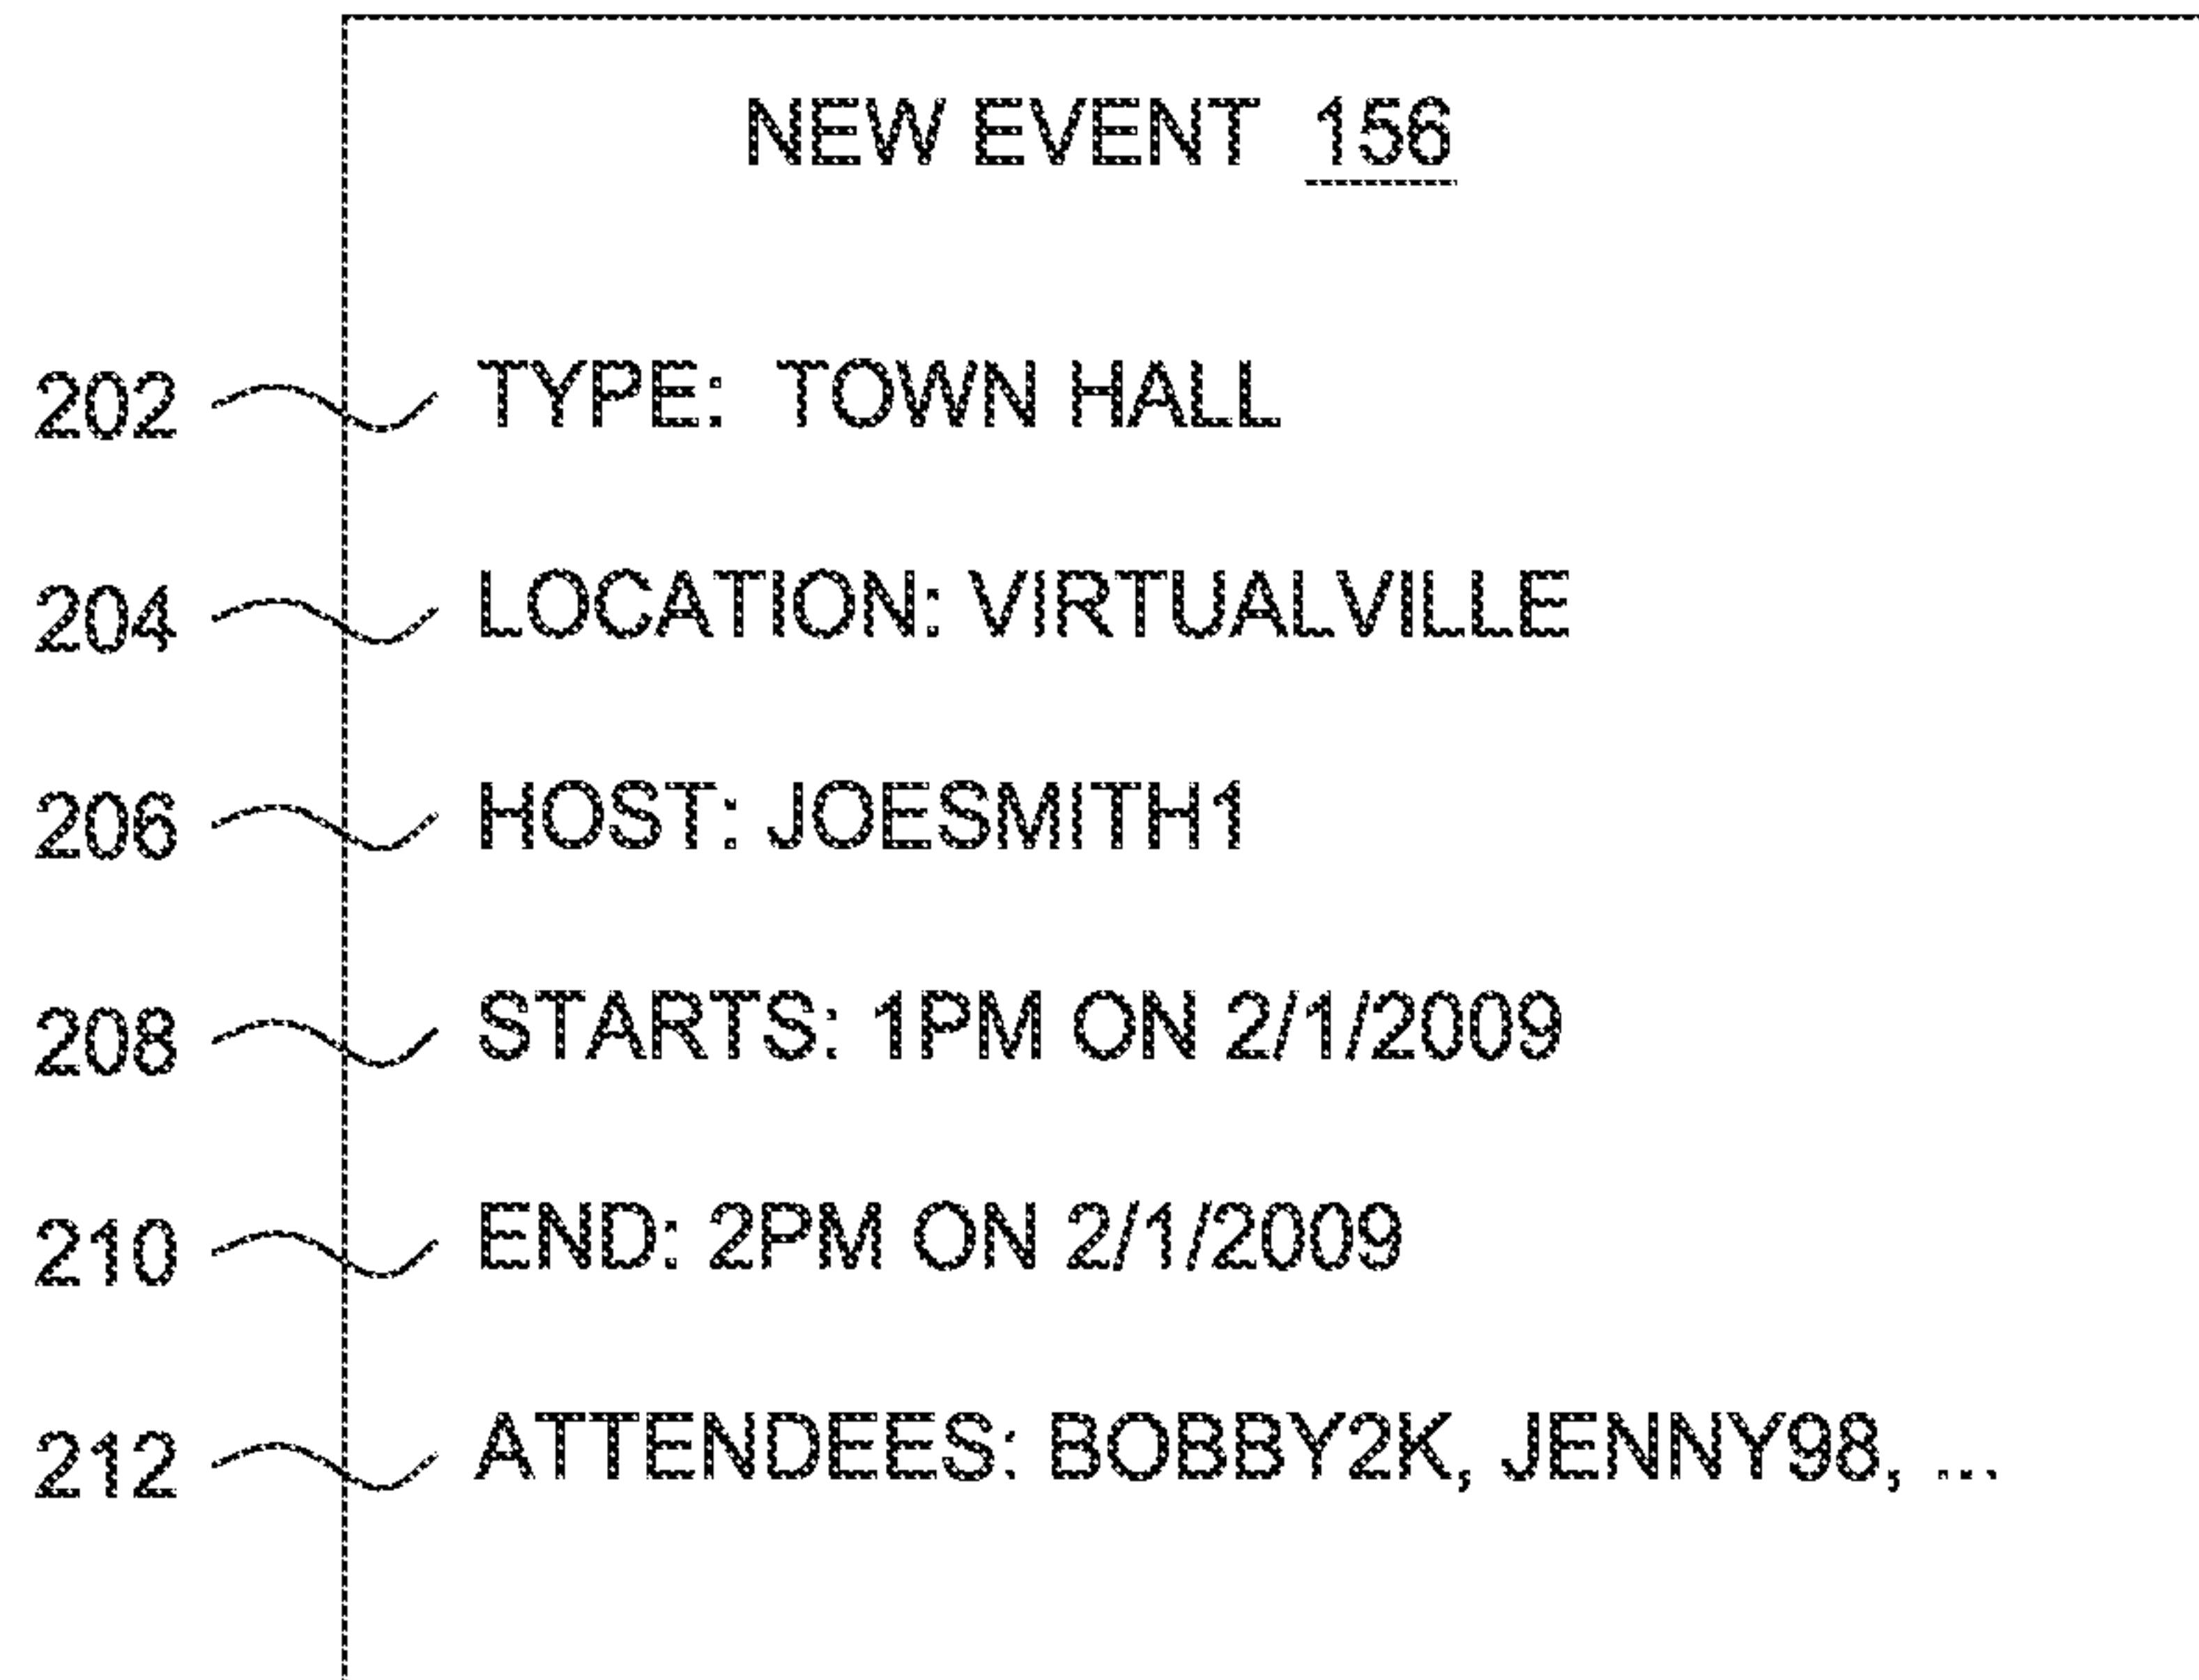 NEW EVENT 156
202 TYPE: TOWN HALL
204 LOCATION: VIRTUALVILLE
206 HOST: JOESMITH1
208 STARTS: 1PM ON 2/1/2009
210 END: 2PM ON 2/1/2009
212 ATTENDEES: BOBBY2K, JENNY98, ...